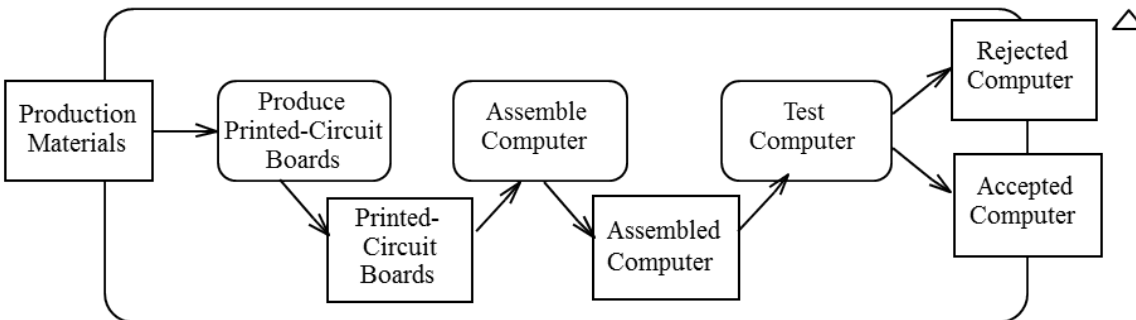 Production
Materials
Produce
Printed-Circuit
Boards
Printed-
Circuit
Boards
Assemble
Computer
Assembled
Computer
Test
Computer
Rejected
Computer
Accepted
Computer